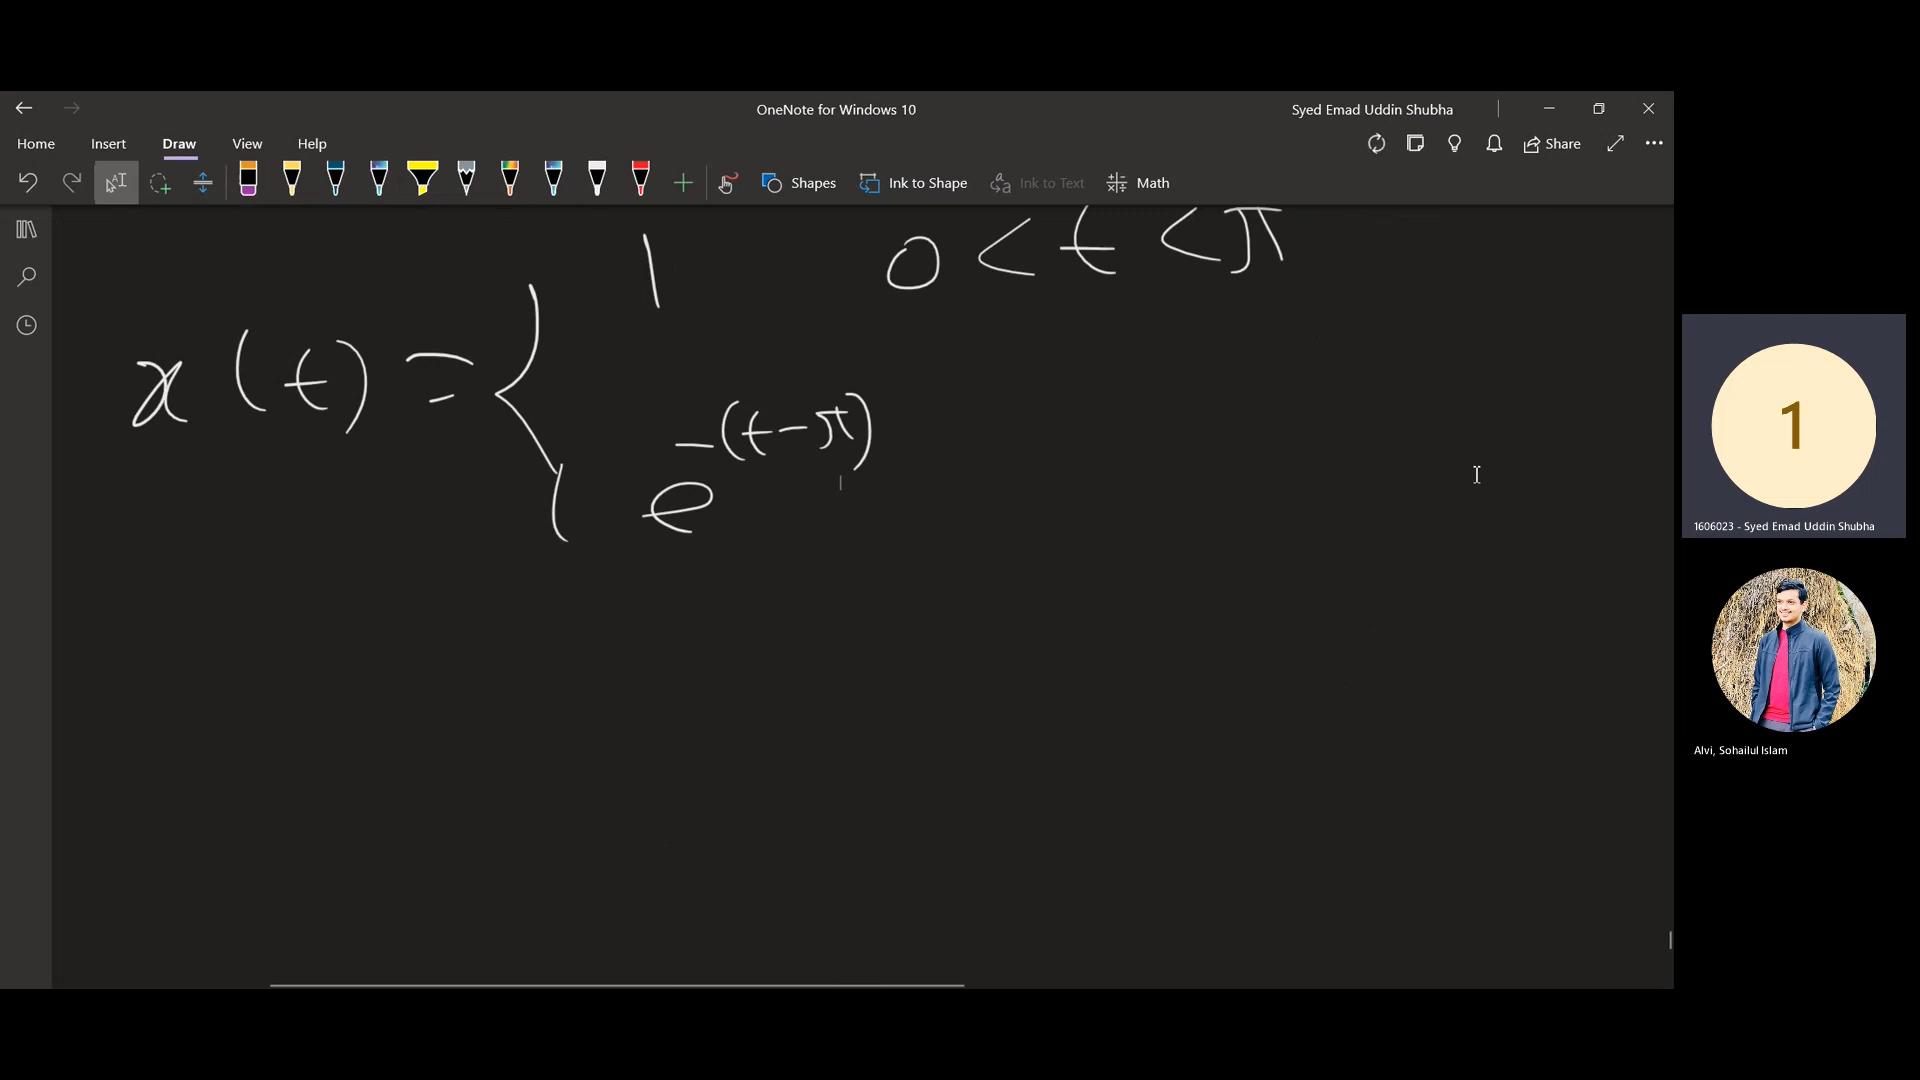 OneNote for Windows 10
Syed Emad Uddin Shubha
Home Insert Draw View Help
Share
Shapes Ink to Shape Ink to Text Math
1 0 < t < π
x(t) = {
e^-(t-π)
1
1606023 - Syed Emad Uddin Shubha
Alvi, Sohailul Islam